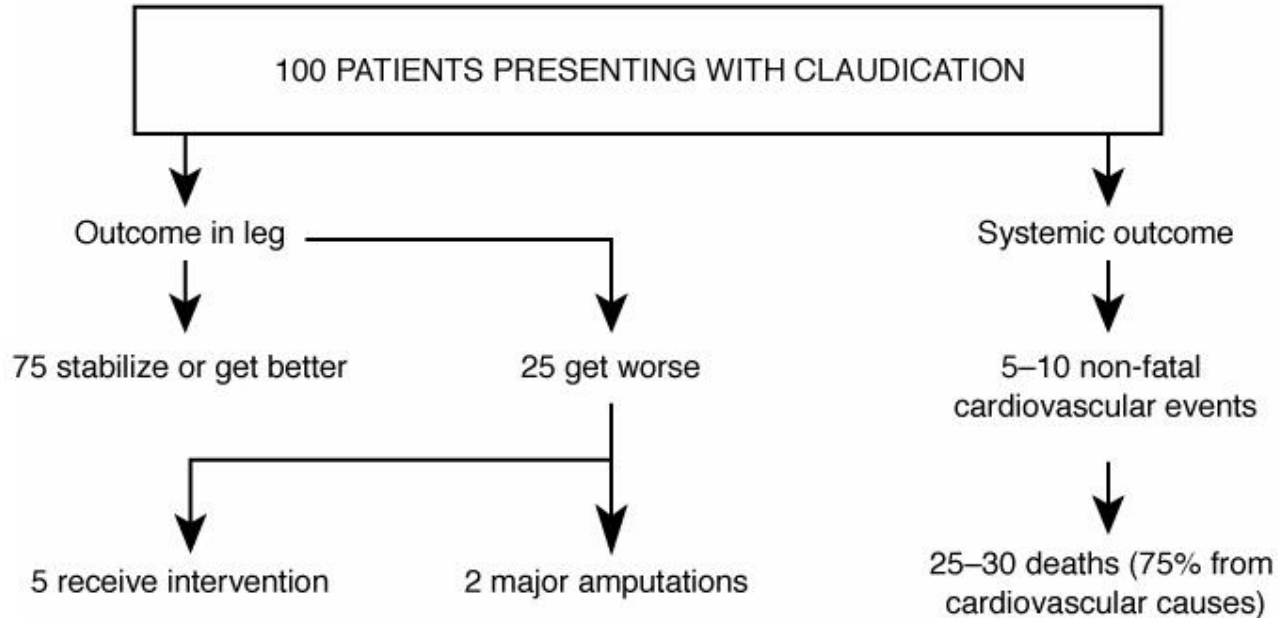 100 PATIENTS PRESENTING WITH CLAUDICATION
Outcome in leg
Systemic outcome
75 stabilize or get better
25 get worse
5–10 non-fatal
cardiovascular events
5 receive intervention
2 major amputations
25–30 deaths (75% from
cardiovascular causes)